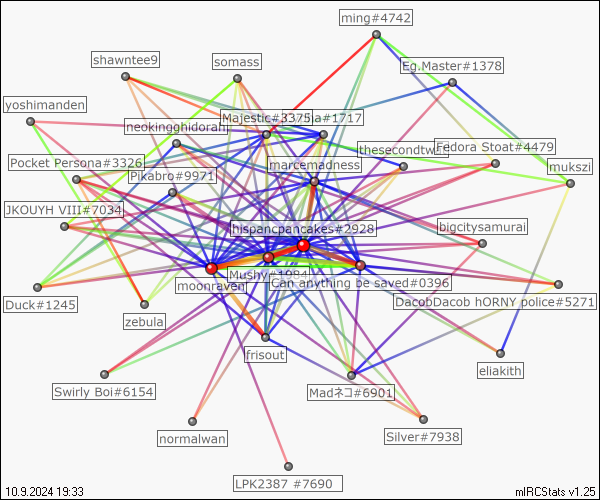 ming#4742
shawntee9
somass
Eg.Master#1378
yoshimanden
Majestic#3375
ja#1717
neokingghidorah
thesecondtw
Fedora Stoat#4479
Pocket Persona#3326
marcemadness
mukszi
Pikabro#9971
JKOUYH VIII#7034
hispancpancakes#2928
bigcitysamurai
Mushy#1984
moonraven
Can anything be saved#0396
Duck#1245
DacobDacob hORNY police#5271
zebula
frisout
eliakith
Swirly Boi#6154
Madネコ#6901
normalwan
Silver#7938
LPK2387 #7690
10.9.2024 19:33
mIRCStats v1.25